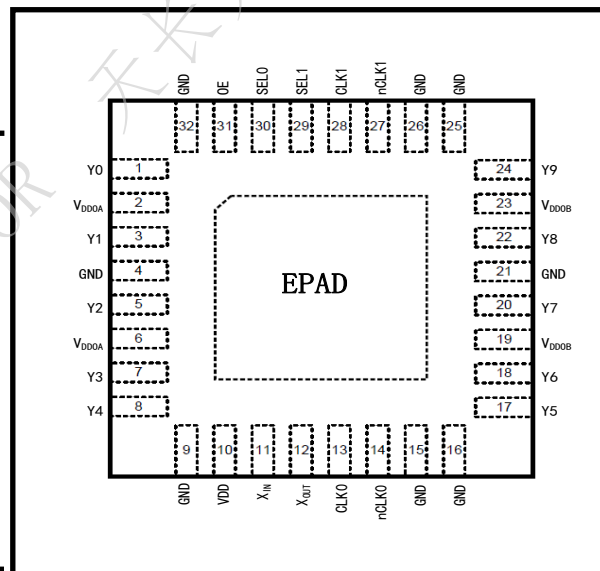 GND OE SEL0 SEL1 CLK1 nCLK1 GND GND
32 31 30 29 28 27 26 25
Y0 1 24 Y9
VDDOA 2 23 VDDOB
Y1 3 22 Y8
GND 4 21 GND
EPAD
Y2 5 20 Y7
VDDOA 6 19 VDDOB
Y3 7 18 Y6
Y4 8 17 Y5
9 10 11 12 13 14 15 16
GND VDD XIN XOUT CLK0 nCLK0 GND GND